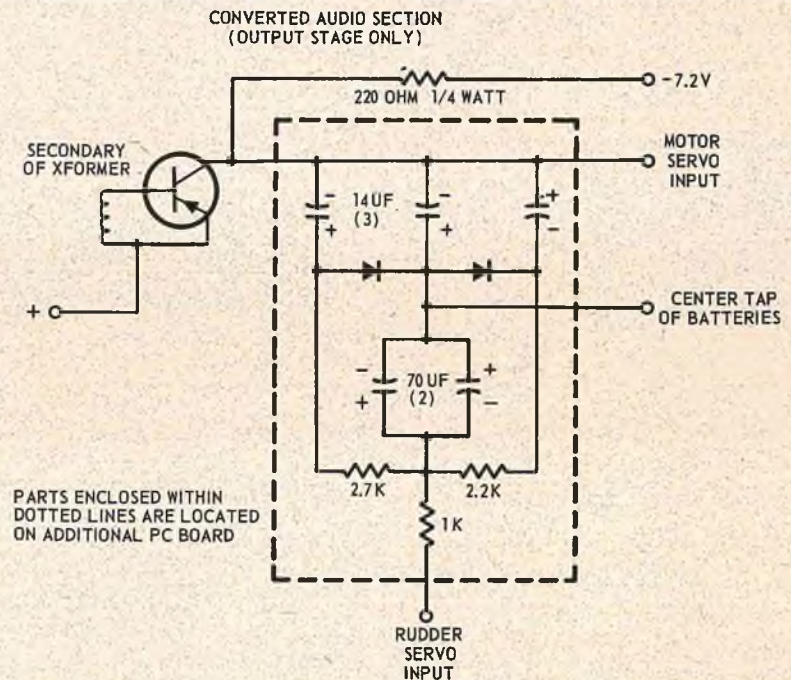 CONVERTED AUDIO SECTION
(OUTPUT STAGE ONLY)
220 OHM 1/4 WATT
-7.2V
SECONDARY
OF XFORMER
MOTOR
SERVO
INPUT
- 
14UF
(3)
-
+
+
+
-
CENTER TAP
OF BATTERIES
+
-
+
70UF
(2)
+
-
2.7K
2.2K
PARTS ENCLOSED WITHIN
DOTTED LINES ARE LOCATED
ON ADDITIONAL PC BOARD
1K
RUDDER
SERVO
INPUT